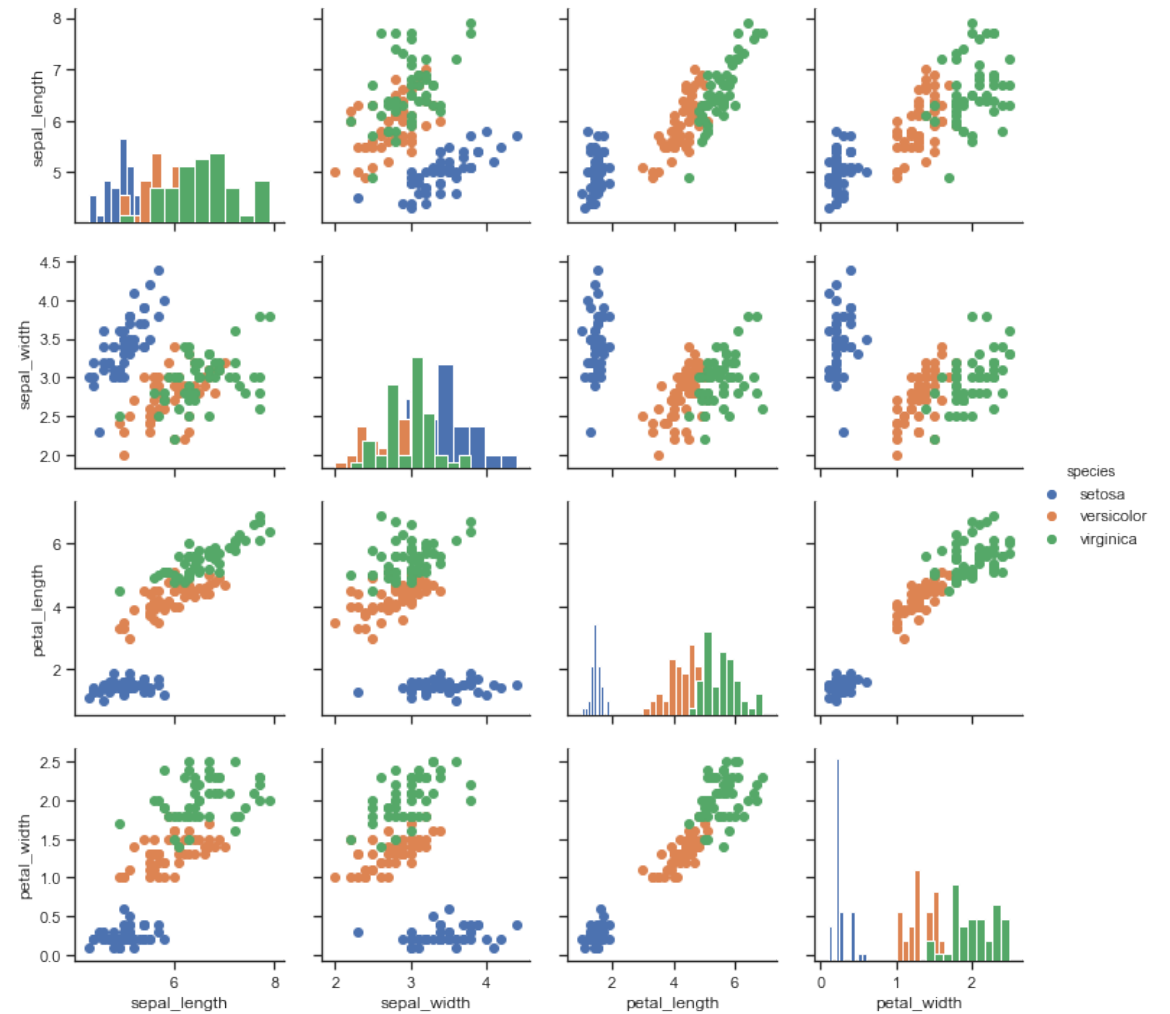 8
7
6
5
sepal_length
4.5
4.0
3.5
3.0
2.5
2.0
sepal_width
species
setosa
versicolor
virginica
6
4
2
petal_length
2.5
2.0
1.5
1.0
0.5
0.0
petal_width
6 8
2 3 4
2 4 6
0 1 2
sepal_length sepal_width petal_length petal_width